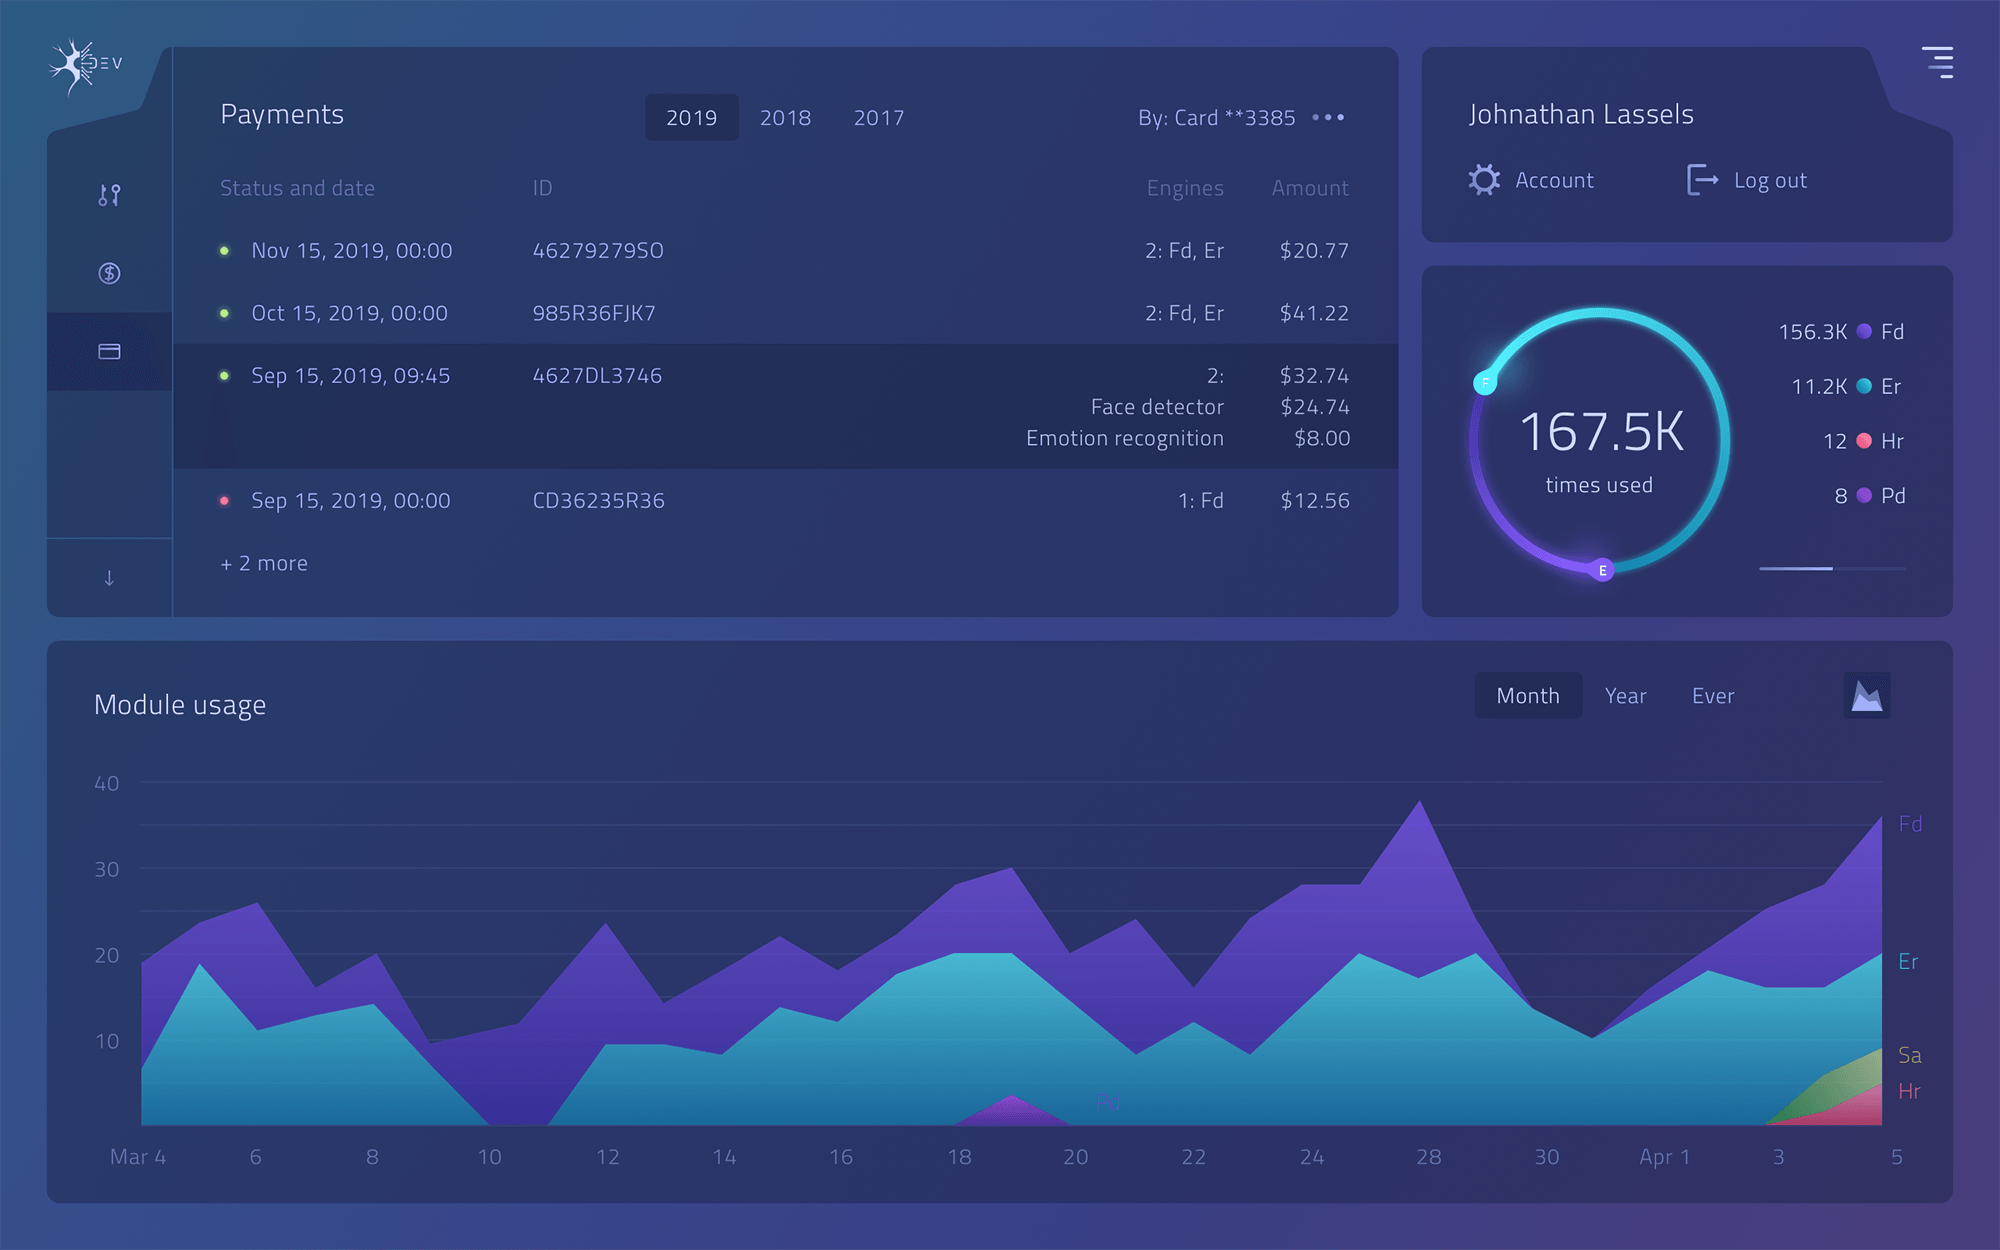 DEV
Payments
2019 2018 2017
By: Card **3385
Status and date ID Engines Amount
Nov 15, 2019, 00:00 46279279SO 2: Fd, Er $20.77
Oct 15, 2019, 00:00 985R36FJK7 2: Fd, Er $41.22
Sep 15, 2019, 09:45 4627DL3746 2: $32.74
Face detector $24.74
Emotion recognition $8.00
Sep 15, 2019, 00:00 CD36235R36 1: Fd $12.56
+ 2 more
Johnathan Lassels
Account Log out
F
167.5K
times used
E
156.3K Fd
11.2K Er
12 Hr
8 Pd
Module usage
Month Year Ever
40
30
20
10
Fd
Er
Sa
Hr
Pd
Mar 4 6 8 10 12 14 16 18 20 22 24 28 30 Apr 1 3 5